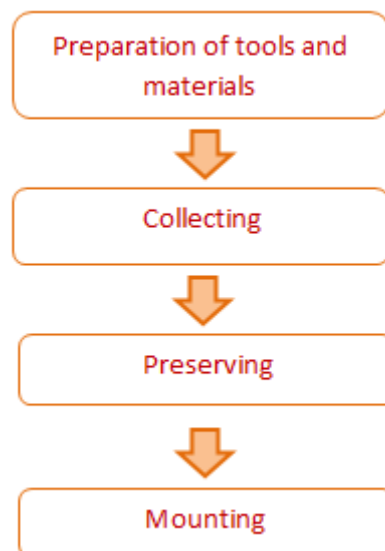 Preparation of tools and
materials
Collecting
Preserving
Mounting